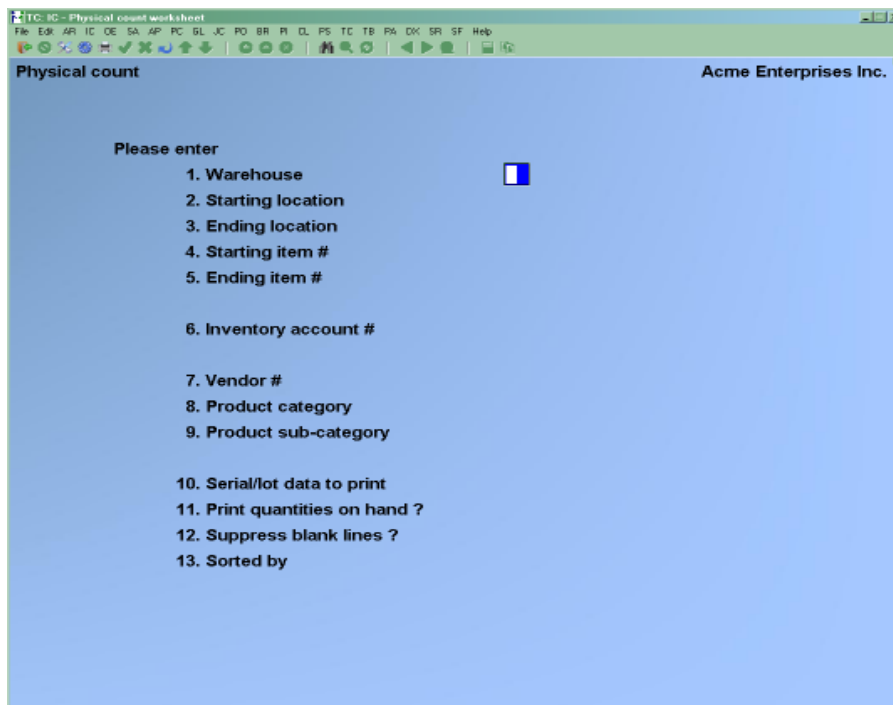 TC: IC - Physical count worksheet
File Edit AR IC OE SA AP PC GL JC PO BR PI CL PS TC TB PA DX SR SF Help
Physical count Acme Enterprises Inc.
Please enter
1. Warehouse
2. Starting location
3. Ending location
4. Starting item #
5. Ending item #
6. Inventory account #
7. Vendor #
8. Product category
9. Product sub-category
10. Serial/lot data to print
11. Print quantities on hand ?
12. Suppress blank lines ?
13. Sorted by